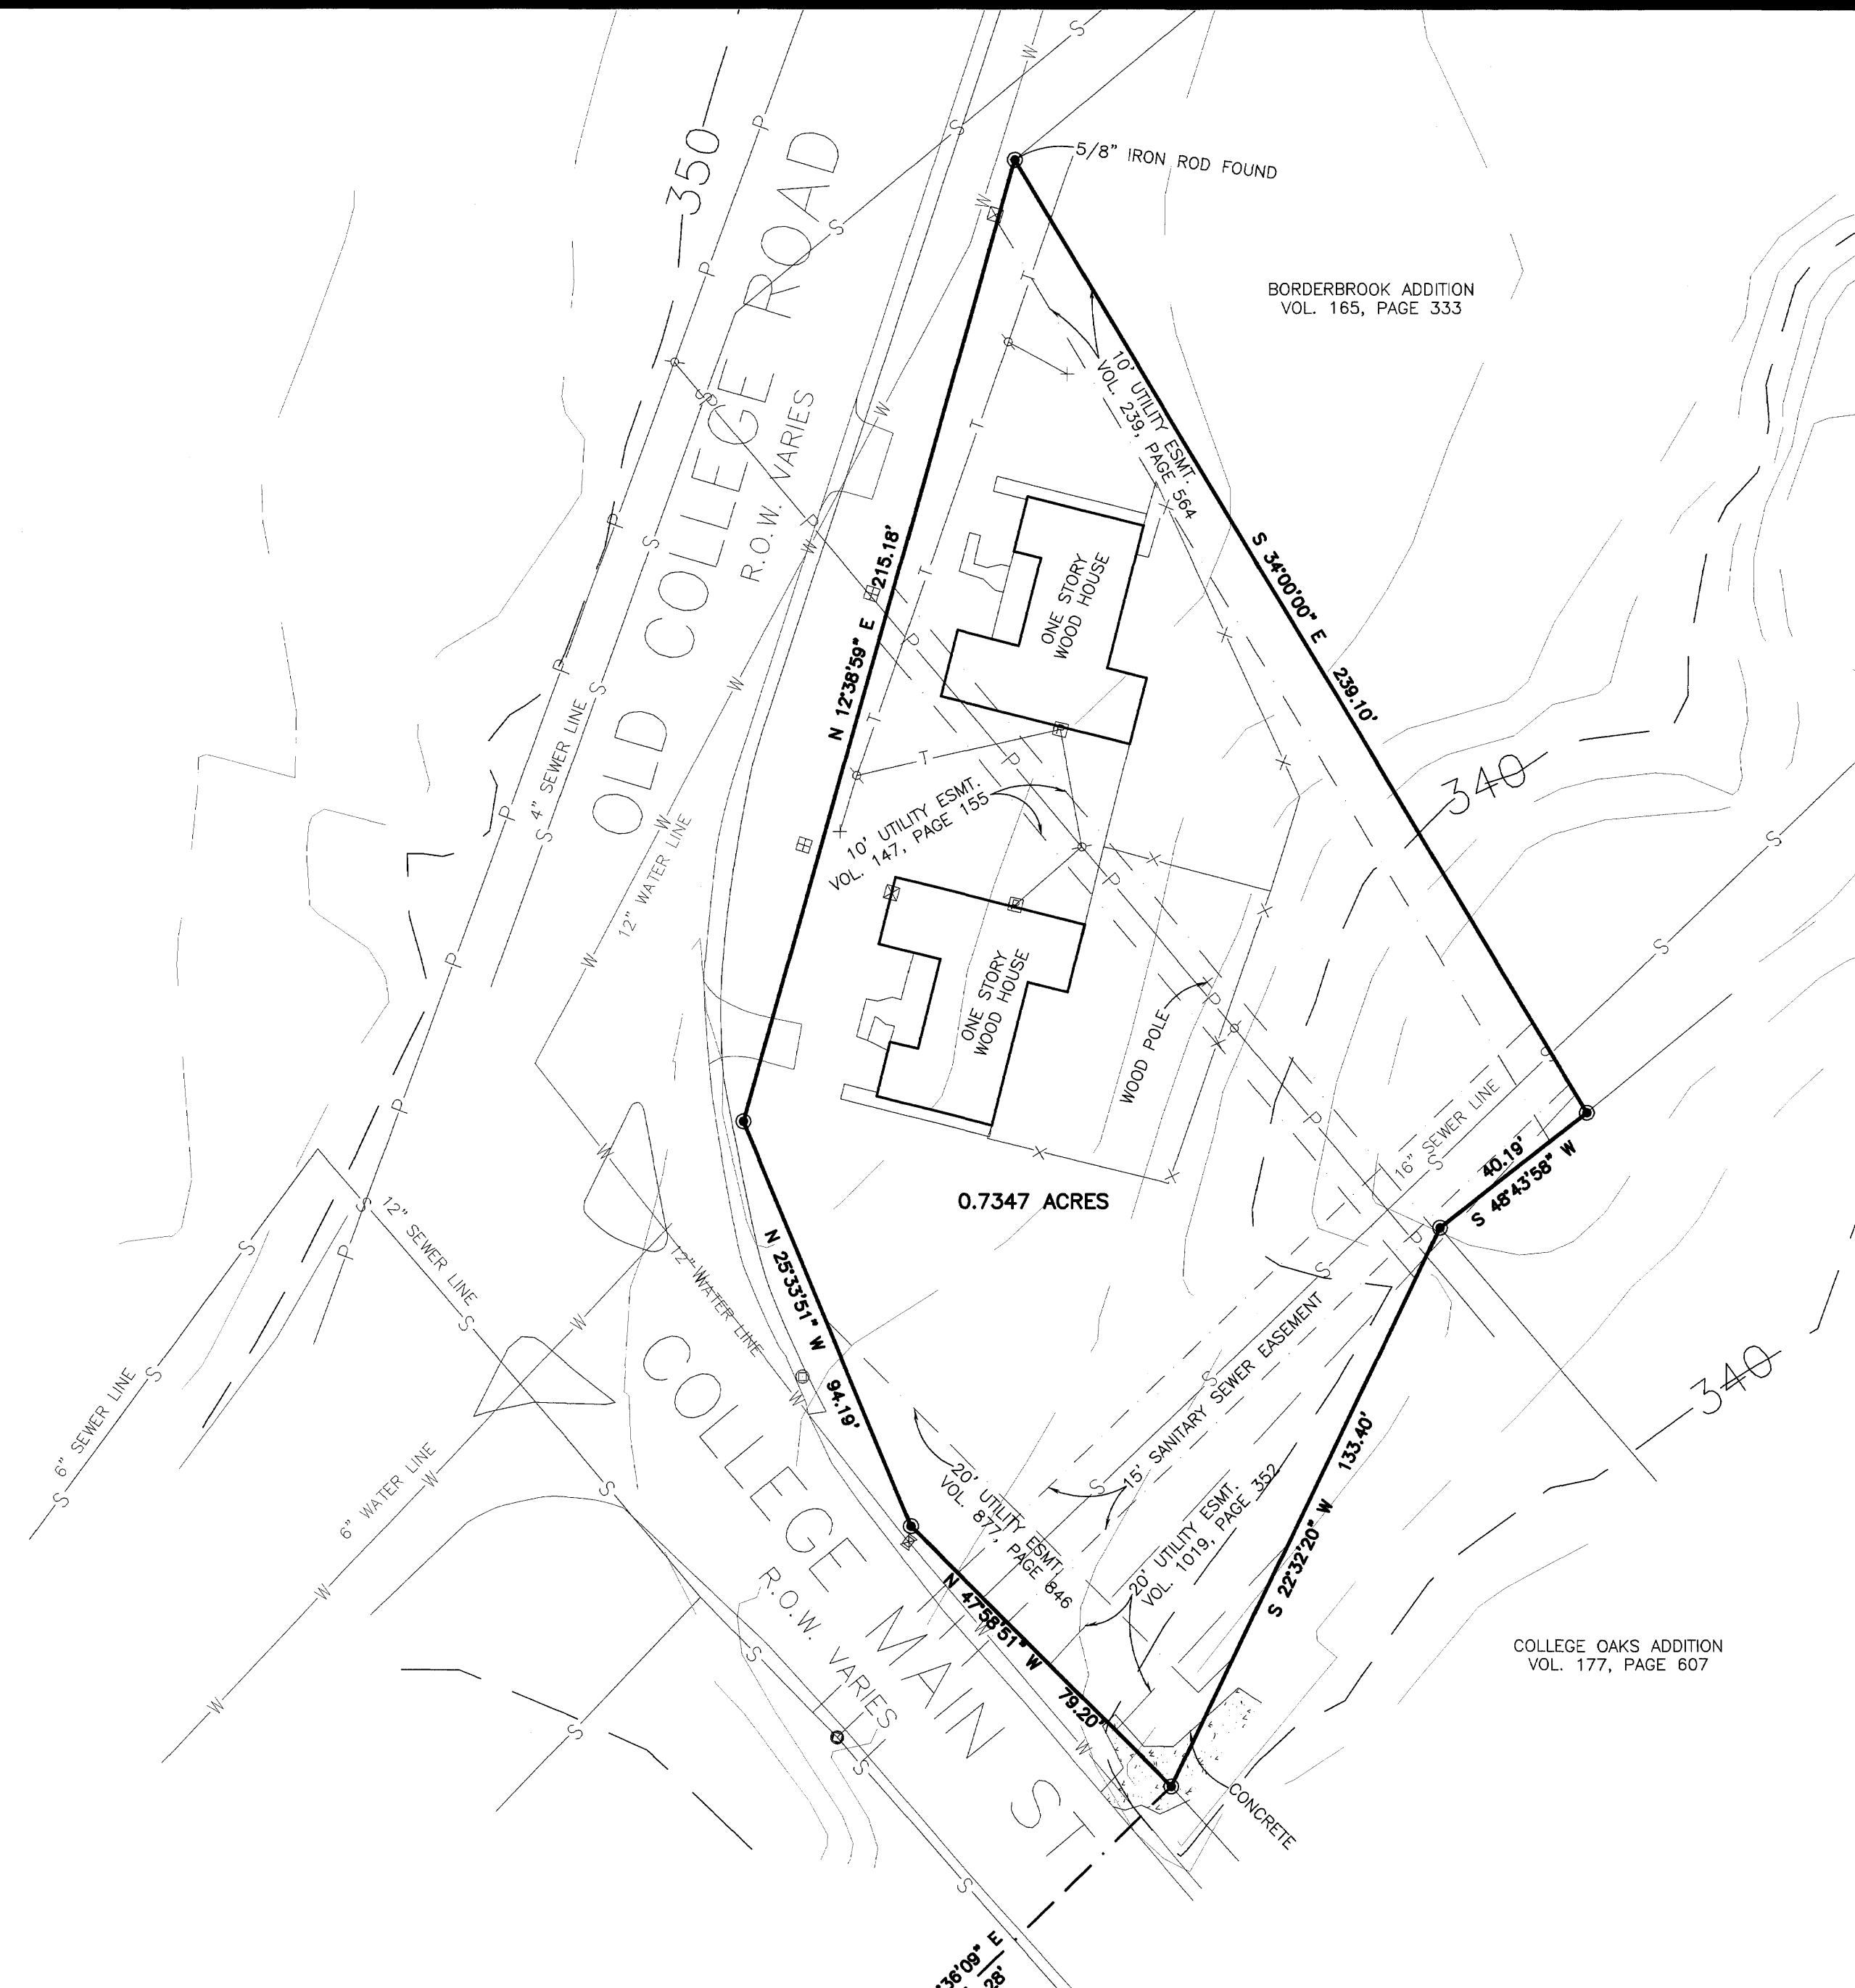 350
OLD COLLEGE ROAD
R.O.W. VARIES
5/8" IRON ROD FOUND
BORDERBROOK ADDITION
VOL. 165, PAGE 333
10' UTILITY ESMT.
VOL. 239, PAGE 564
N 12°38'59" E 215.18'
S 34°00'00" E 239.10'
ONE STORY
WOOD HOUSE
4" SEWER LINE
12" WATER LINE
10' UTILITY ESMT.
VOL. 147, PAGE 155
340
ONE STORY
WOOD HOUSE
WOOD POLE
16" SEWER LINE
40.19'
S 48°43'58" W
0.7347 ACRES
12" SEWER LINE
12" WATER LINE
N 25°33'51" W 94.19'
6" SEWER LINE
6" WATER LINE
COLLEGE MAIN ST.
R.O.W. VARIES
15' SANITARY SEWER EASEMENT
20' UTILITY ESMT.
VOL. 877, PAGE 846
20' UTILITY ESMT.
VOL. 1019, PAGE 352
S 22°32'20" W 133.40'
340
N 47°58'51" W 79.20'
COLLEGE OAKS ADDITION
VOL. 177, PAGE 607
CONCRETE
36'09" E
28'